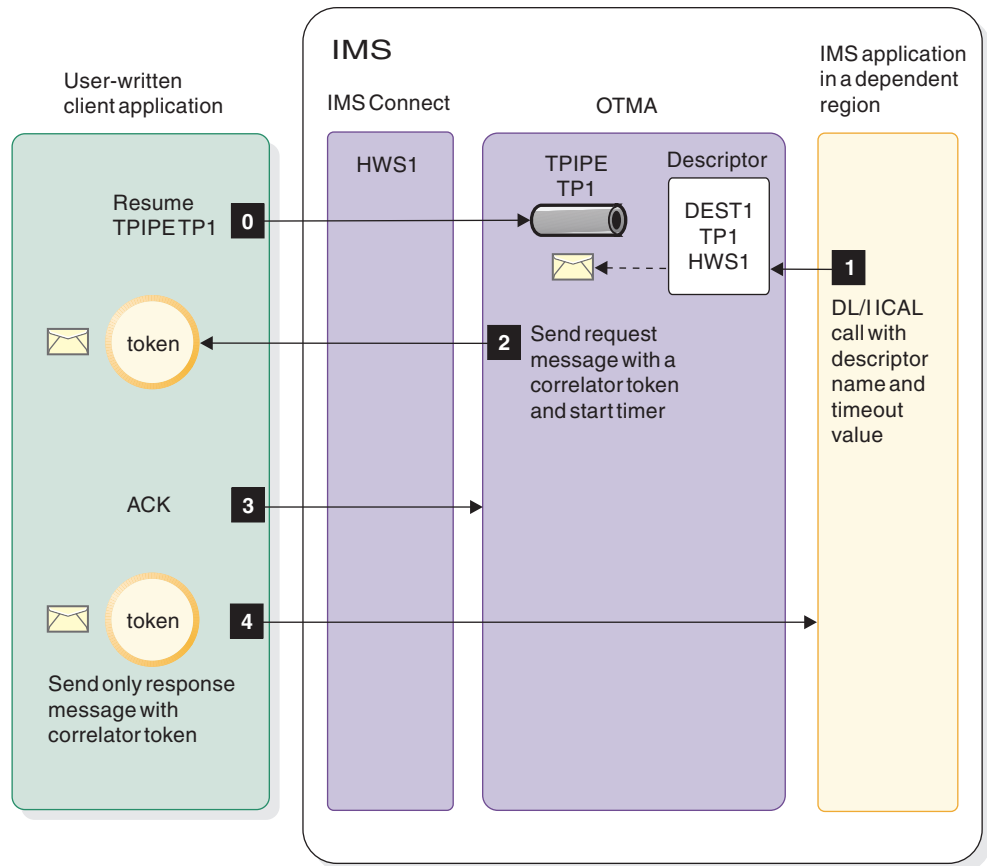 IMS
User-written
client application
IMS Connect
OTMA
IMS application
in a dependent
region
HWS1
TPIPE
TP1
Descriptor
DEST1
TP1
HWS1
Resume
TPIPE TP1
0
1
DL/I ICAL
call with
descriptor
name and
timeout
value
token
2
Send request
message with a
correlator token
and start timer
ACK
3
token
4
Send only response
message with
correlator token